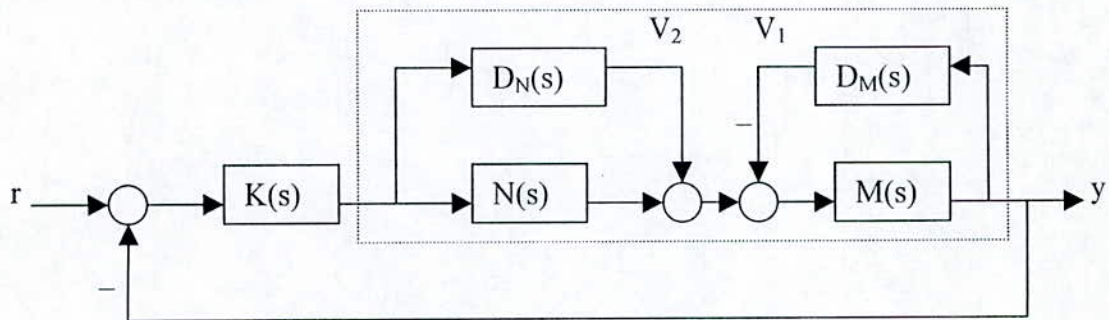 V₂ V₁
D_N(s) D_M(s)
–
r K(s) N(s) M(s) y
–